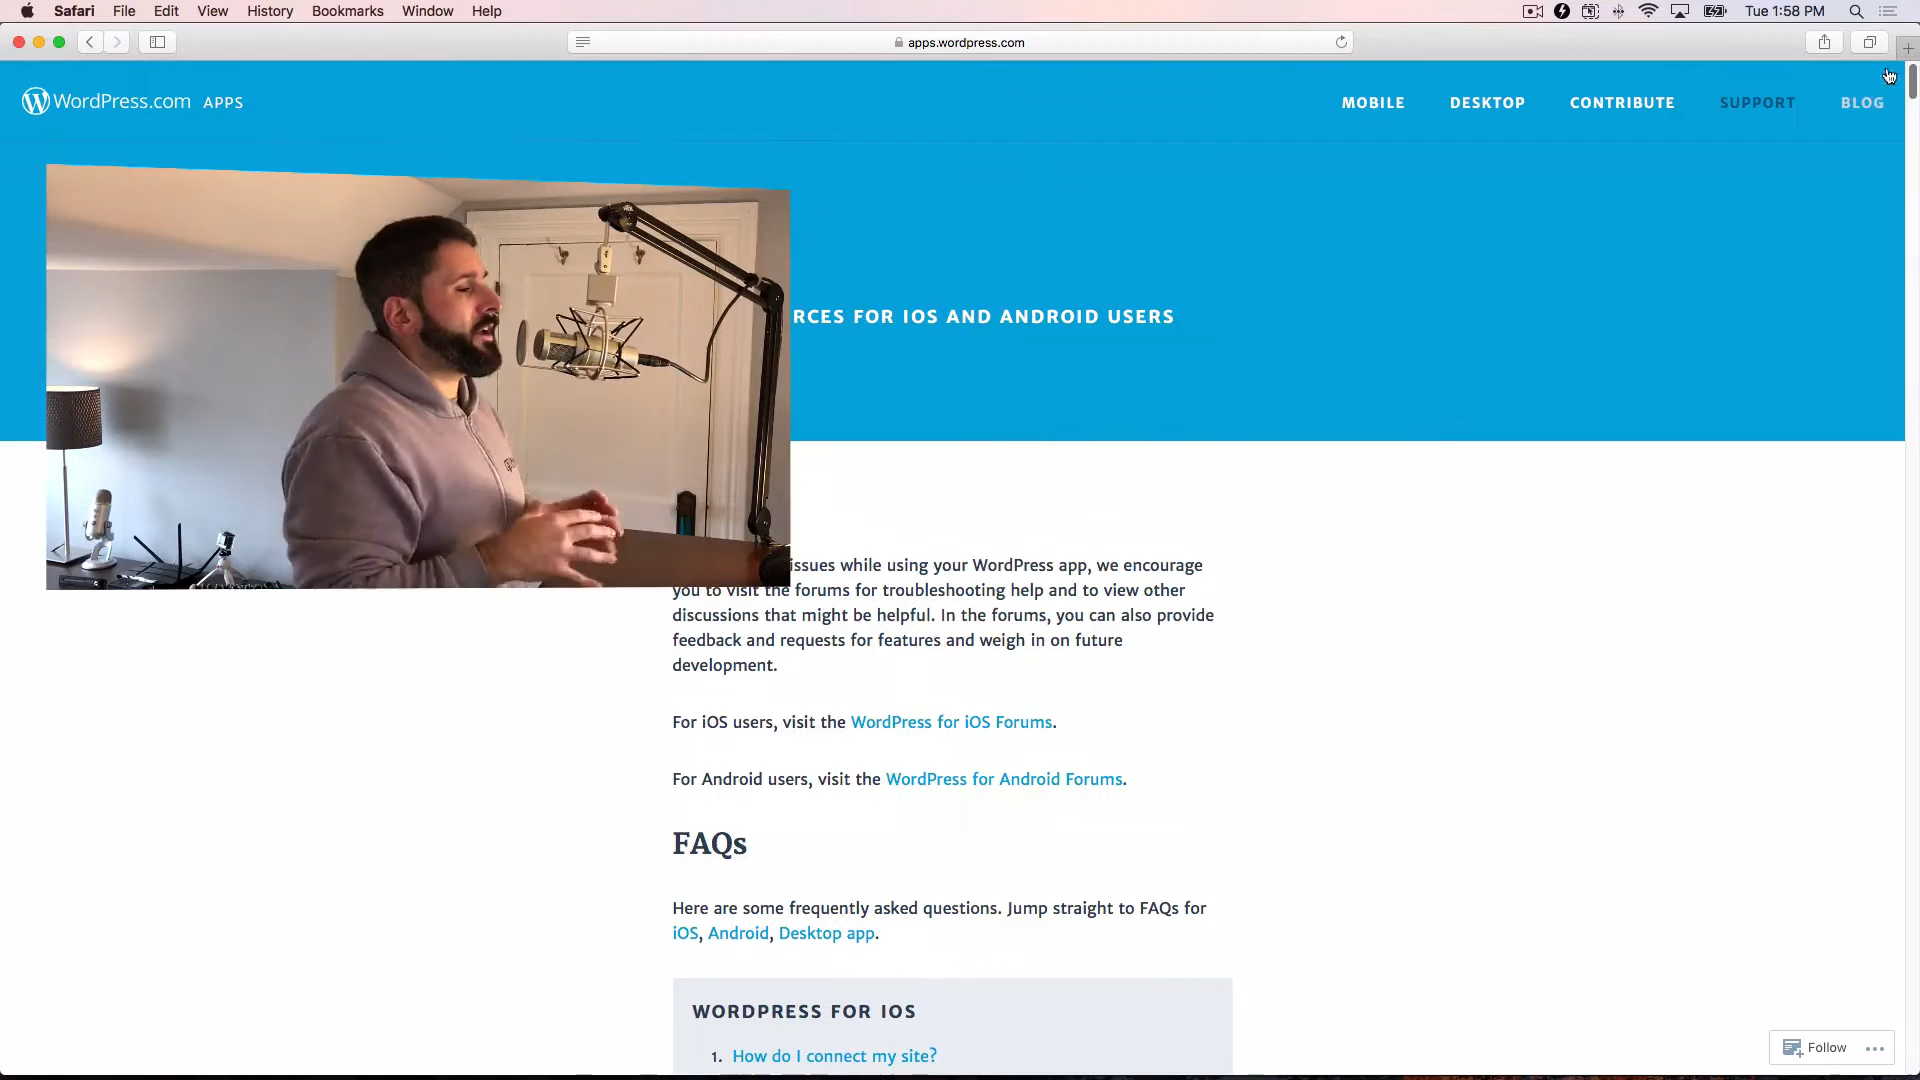 Safari File Edit View History Bookmarks Window Help Tue 1:58 PM
apps.wordpress.com
WordPress.com APPS
MOBILE DESKTOP CONTRIBUTE SUPPORT BLOG
RCES FOR IOS AND ANDROID USERS
issues while using your WordPress app, we encourage
you to visit the forums for troubleshooting help and to view other
discussions that might be helpful. In the forums, you can also provide
feedback and requests for features and weigh in on future
development.
For iOS users, visit the WordPress for iOS Forums.
For Android users, visit the WordPress for Android Forums.
FAQs
Here are some frequently asked questions. Jump straight to FAQs for
iOS, Android, Desktop app.
WORDPRESS FOR IOS
1. How do I connect my site?
Follow